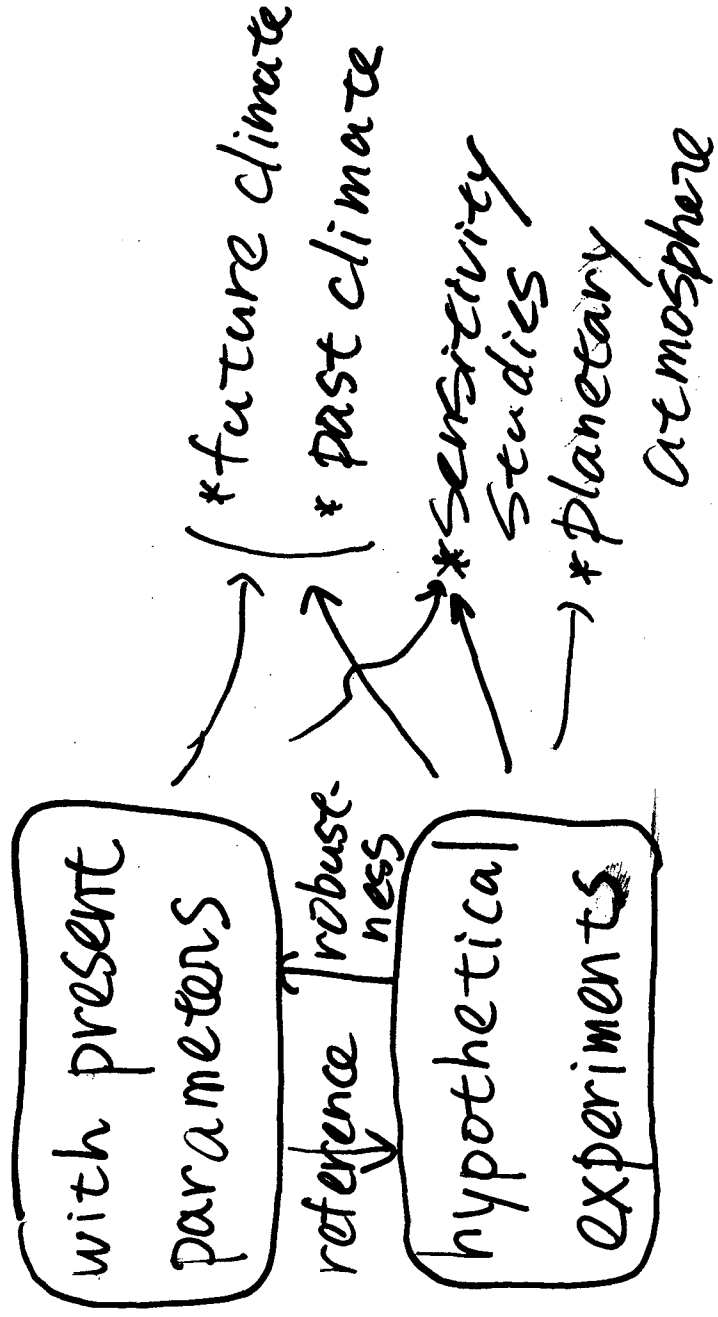 with present
parameters
reference
robust-
ness
hypothetical
experiments
*future climate
* past climate
*sensitivity
studies
*planetary
atmosphere